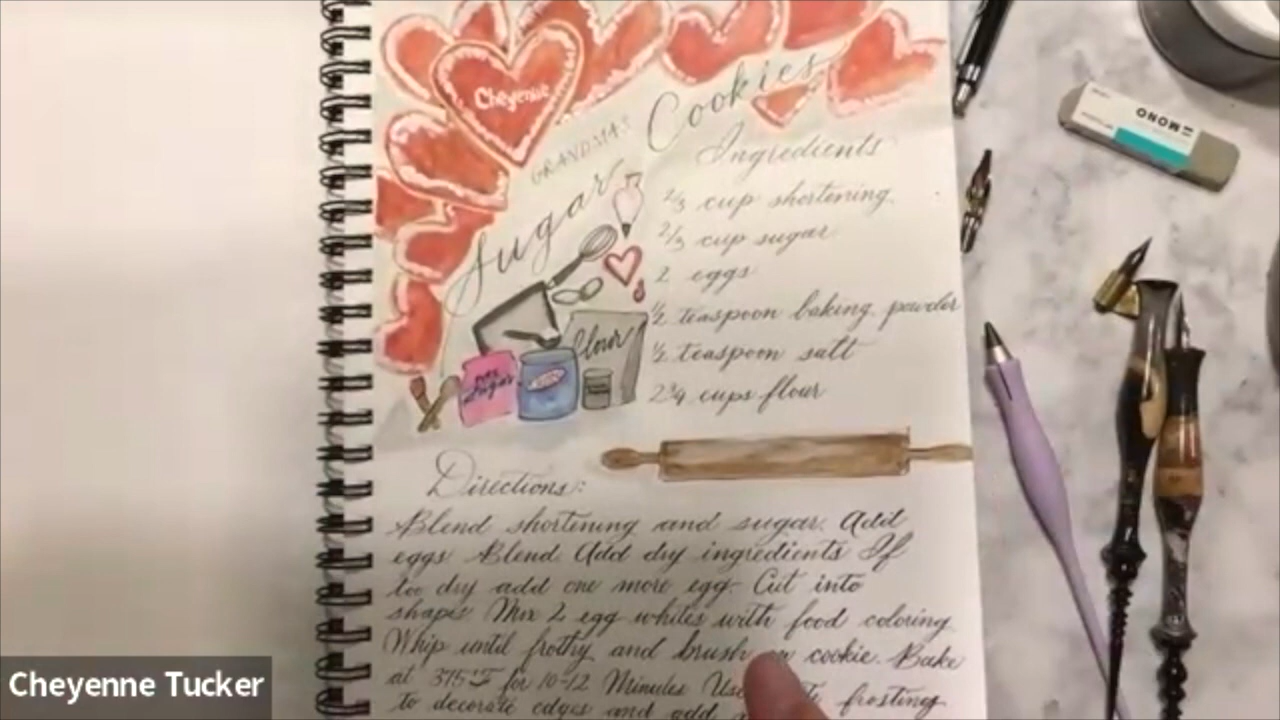 Cheyenne
GRANDMAS
Sugar
Cookies
Ingredients
2/3 cup shortening
2/3 cup sugar
2 eggs
1/2 teaspoon baking powder
1/2 teaspoon salt
2 3/4 cups flour
flour
Sugar
MONO
Directions:
Blend shortening and sugar. Add
eggs Blend Add dry ingredients If
too dry add one more egg. Cut into
shapes Mix 2 egg whites with food coloring
Whip until frothy and brush on cookie. Bake
at 375°F for 10-12 Minutes Use frosting
to decorate edges and add
Cheyenne Tucker